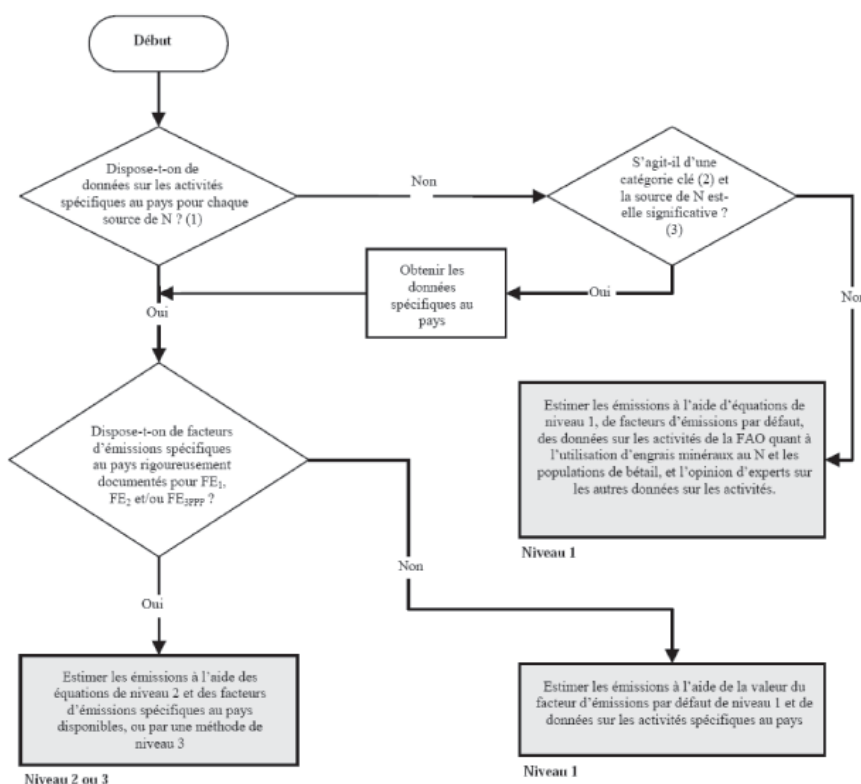 Début
Dispose-t-on de
données sur les activités
spécifiques au pays pour chaque
source de N ? (1)
Non
S'agit-il d'une
catégorie clé (2) et
la source de N est-
elle significative ?
(3)
Obtenir les
données
spécifiques au
pays
Oui
Oui
Non
Dispose-t-on de facteurs
d'émissions spécifiques
au pays rigoureusement
documentés pour FE₁,
FE₂ et/ou FE₃PPP ?
Estimer les émissions à l'aide d'équations de
niveau 1, de facteurs d'émissions par défaut,
des données sur les activités de la FAO quant à
l'utilisation d'engrais minéraux au N et les
populations de bétail, et l'opinion d'experts sur
les autres données sur les activités.
Niveau 1
Non
Oui
Estimer les émissions à l'aide des
équations de niveau 2 et des facteurs
d'émissions spécifiques au pays
disponibles, ou par une méthode de
niveau 3
Niveau 2 ou 3
Estimer les émissions à l'aide de la valeur du
facteur d'émissions par défaut de niveau 1 et de
données sur les activités spécifiques au pays
Niveau 1